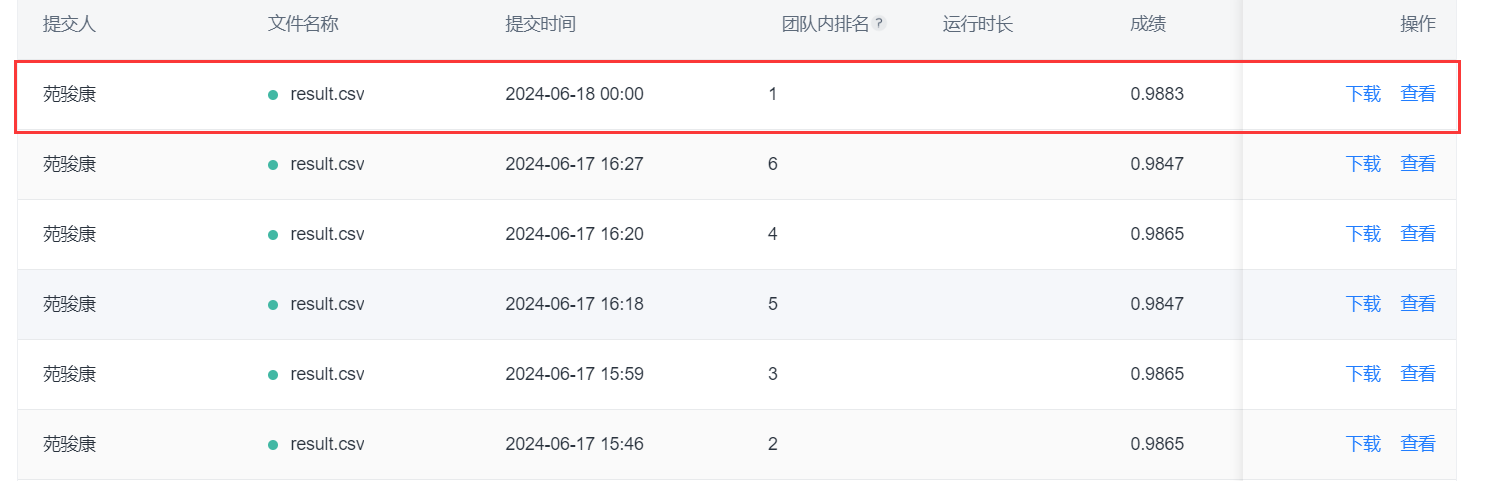 提交人 文件名称 提交时间 团队内排名? 运行时长 成绩 操作
苑骏康 result.csv 2024-06-18 00:00 1 0.9883 下载 查看
苑骏康 result.csv 2024-06-17 16:27 6 0.9847 下载 查看
苑骏康 result.csv 2024-06-17 16:20 4 0.9865 下载 查看
苑骏康 result.csv 2024-06-17 16:18 5 0.9847 下载 查看
苑骏康 result.csv 2024-06-17 15:59 3 0.9865 下载 查看
苑骏康 result.csv 2024-06-17 15:46 2 0.9865 下载 查看